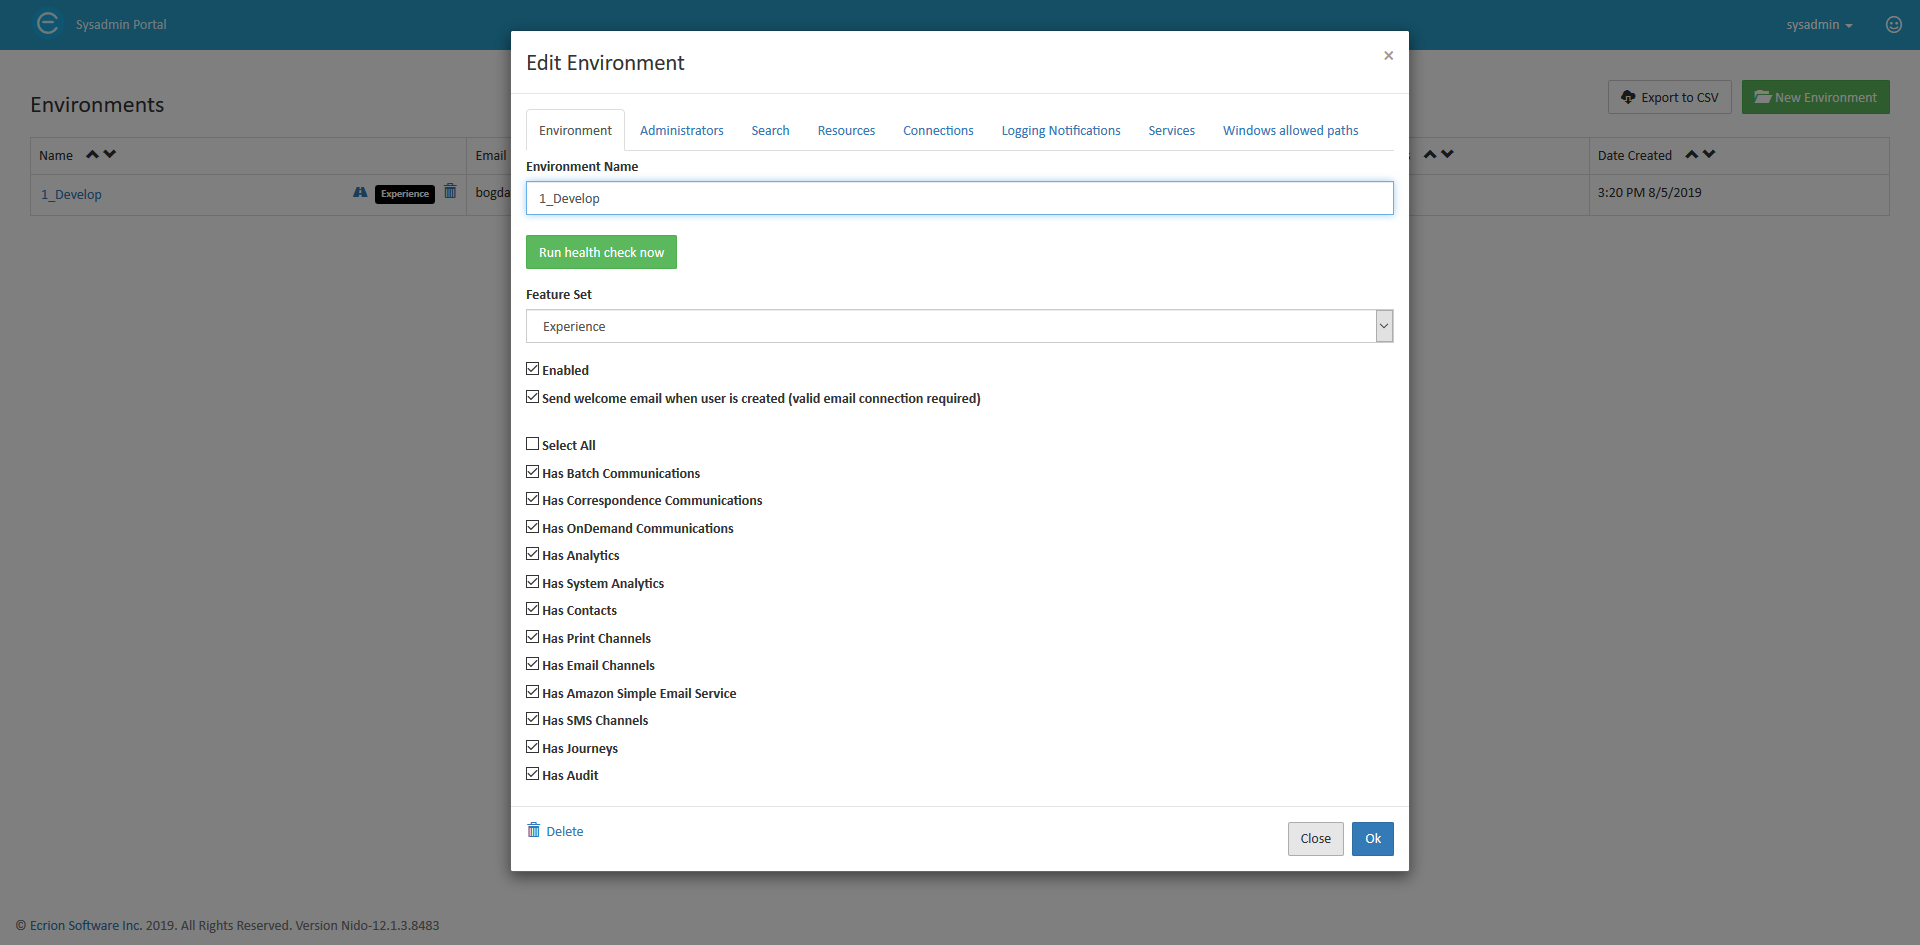 Sysadmin Portal
sysadmin
Edit Environment
×
Environments
Export to CSV
New Environment
Environment
Administrators
Search
Resources
Connections
Logging Notifications
Services
Windows allowed paths
Name
Email
Date Created
Environment Name
1_Develop
Experience
bogda
1_Develop
3:20 PM 8/5/2019
Run health check now
Feature Set
Experience
Enabled
Send welcome email when user is created (valid email connection required)
Select All
Has Batch Communications
Has Correspondence Communications
Has OnDemand Communications
Has Analytics
Has System Analytics
Has Contacts
Has Print Channels
Has Email Channels
Has Amazon Simple Email Service
Has SMS Channels
Has Journeys
Has Audit
Delete
Close
Ok
© Ecrion Software Inc. 2019. All Rights Reserved. Version Nido-12.1.3.8483